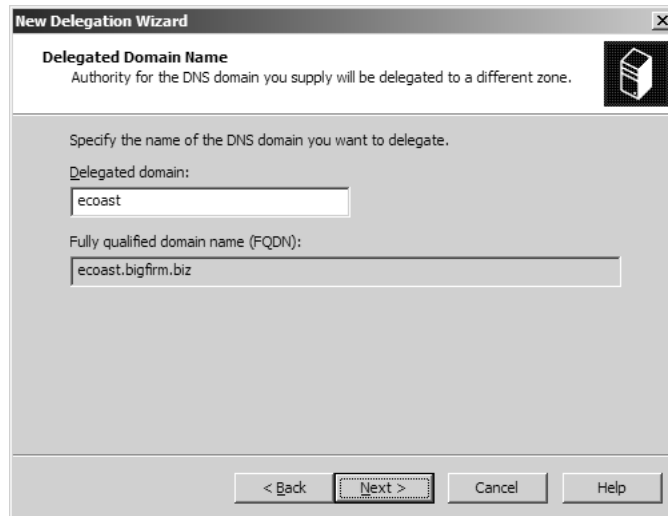 New Delegation Wizard
Delegated Domain Name
Authority for the DNS domain you supply will be delegated to a different zone.
Specify the name of the DNS domain you want to delegate.
Delegated domain:
ecoast
Fully qualified domain name (FQDN):
ecoast.bigfirm.biz
< Back Next > Cancel Help